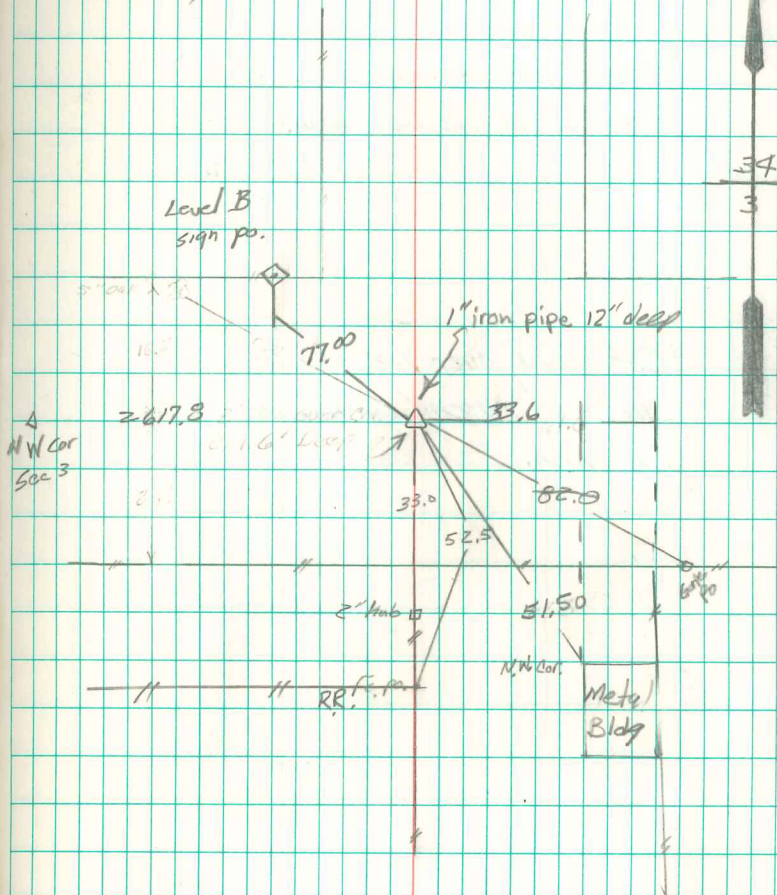 34
3
Level B
sign po.
1" iron pipe 12" deep
77.00
2617.8
33.6
N W Cor
Sec 3
33.0
82.0
52.5
51.50
2" Hub
N.W. Cor.
RR.
Metal
Bldg